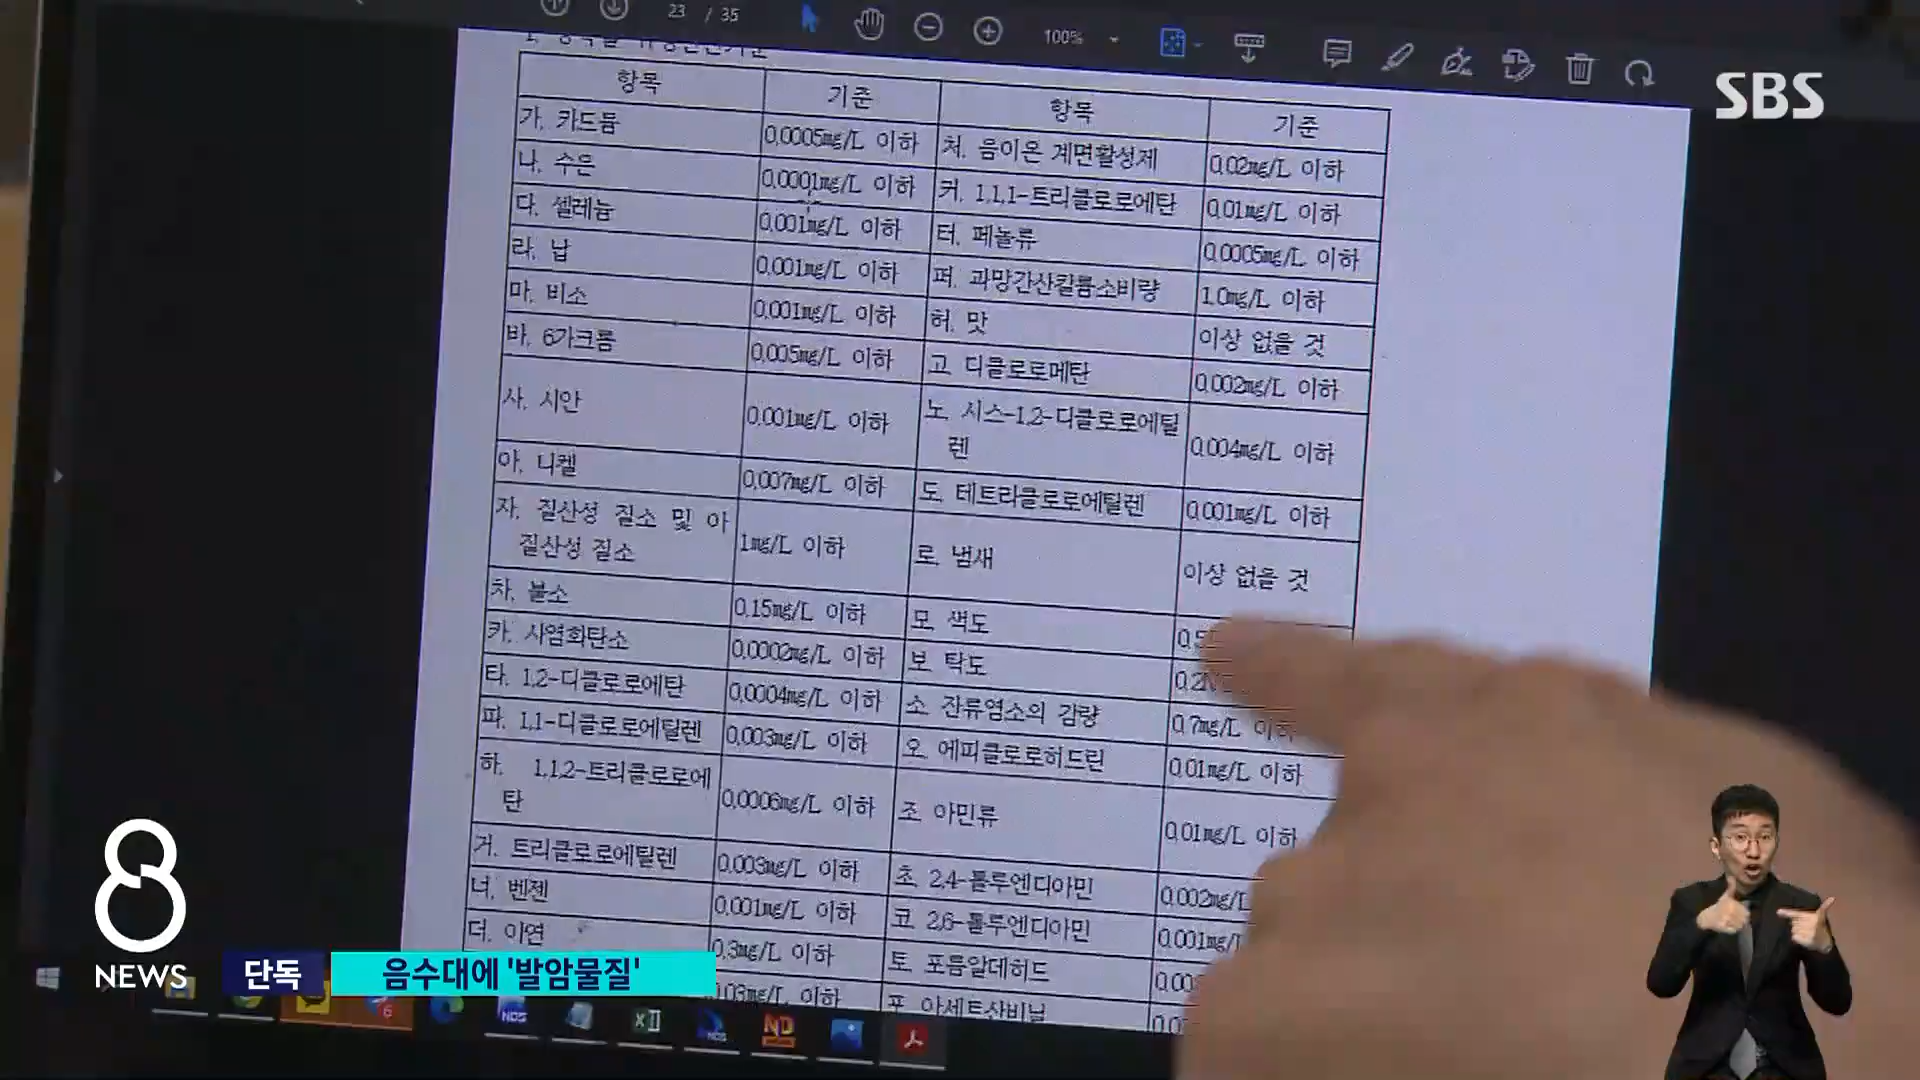 23 / 35
100%
SBS
항목 기준 항목 기준
가. 카드뮴 0.0005㎎/L 이하 처. 음이온 계면활성제 0.02㎎/L 이하
나. 수은 0.0001㎎/L 이하 커. 1,1,1-트리클로로에탄 0.01㎎/L 이하
다. 셀레늄 0.001㎎/L 이하 터. 페놀류 0.0005㎎/L 이하
라. 납 0.001㎎/L 이하 퍼. 과망간산칼륨소비량 1.0㎎/L 이하
마. 비소 0.001㎎/L 이하 허. 맛 이상 없을 것
바. 6가크롬 0.005㎎/L 이하 고. 디클로로메탄 0.002㎎/L 이하
사. 시안 0.001㎎/L 이하 노. 시스-1,2-디클로로에틸
렌 0.004㎎/L 이하
아. 니켈 0.007㎎/L 이하 도. 테트라클로로에틸렌 0.001㎎/L 이하
자. 질산성 질소 및 아
질산성 질소 1㎎/L 이하 로. 냄새 이상 없을 것
차. 불소 0.15㎎/L 이하 모. 색도
카. 사염화탄소 0.0002㎎/L 이하 보. 탁도
타. 1,2-디클로로에탄 0.0004㎎/L 이하 소. 잔류염소의 감량 0.7㎎/L 이하
파. 1,1-디클로로에틸렌 0.003㎎/L 이하 오. 에피클로로히드린 0.01㎎/L 이하
하. 1,1,2-트리클로로에
탄 0.0006㎎/L 이하 조. 아민류 0.01㎎/L 이하
거. 트리클로로에틸렌 0.003㎎/L 이하 초. 2,4-톨루엔디아민 0.002㎎/L
너. 벤젠 0.001㎎/L 이하 코. 2,6-톨루엔디아민 0.001㎎/L
더. 아연 0.3㎎/L 이하 토. 포름알데히드
이하 포. 아세트산비닐
8
NEWS
단독 음수대에 '발암물질'